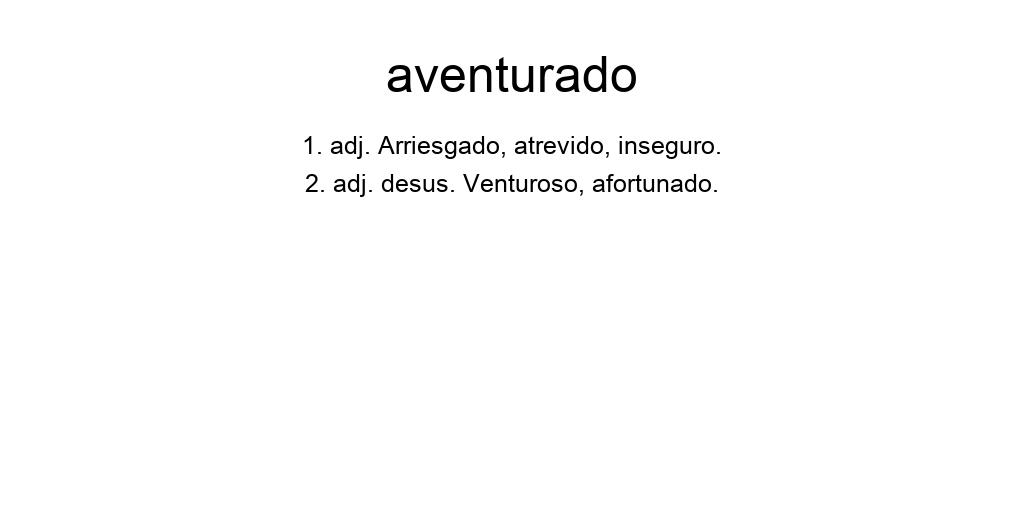 aventurado
1. adj. Arriesgado, atrevido, inseguro.
2. adj. desus. Venturoso, afortunado.